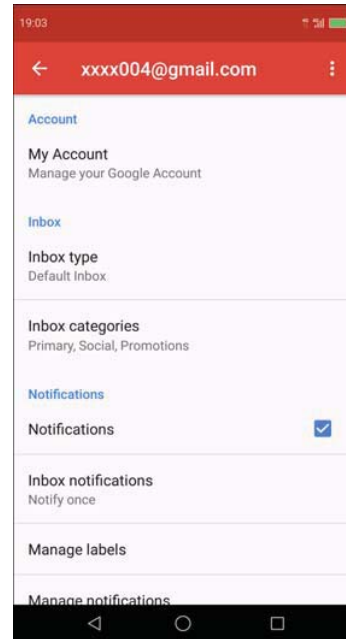 19:03
xxxx004@gmail.com
Account
My Account
Manage your Google Account
Inbox
Inbox type
Default Inbox
Inbox categories
Primary, Social, Promotions
Notifications
Notifications
Inbox notifications
Notify once
Manage labels
Manage notifications